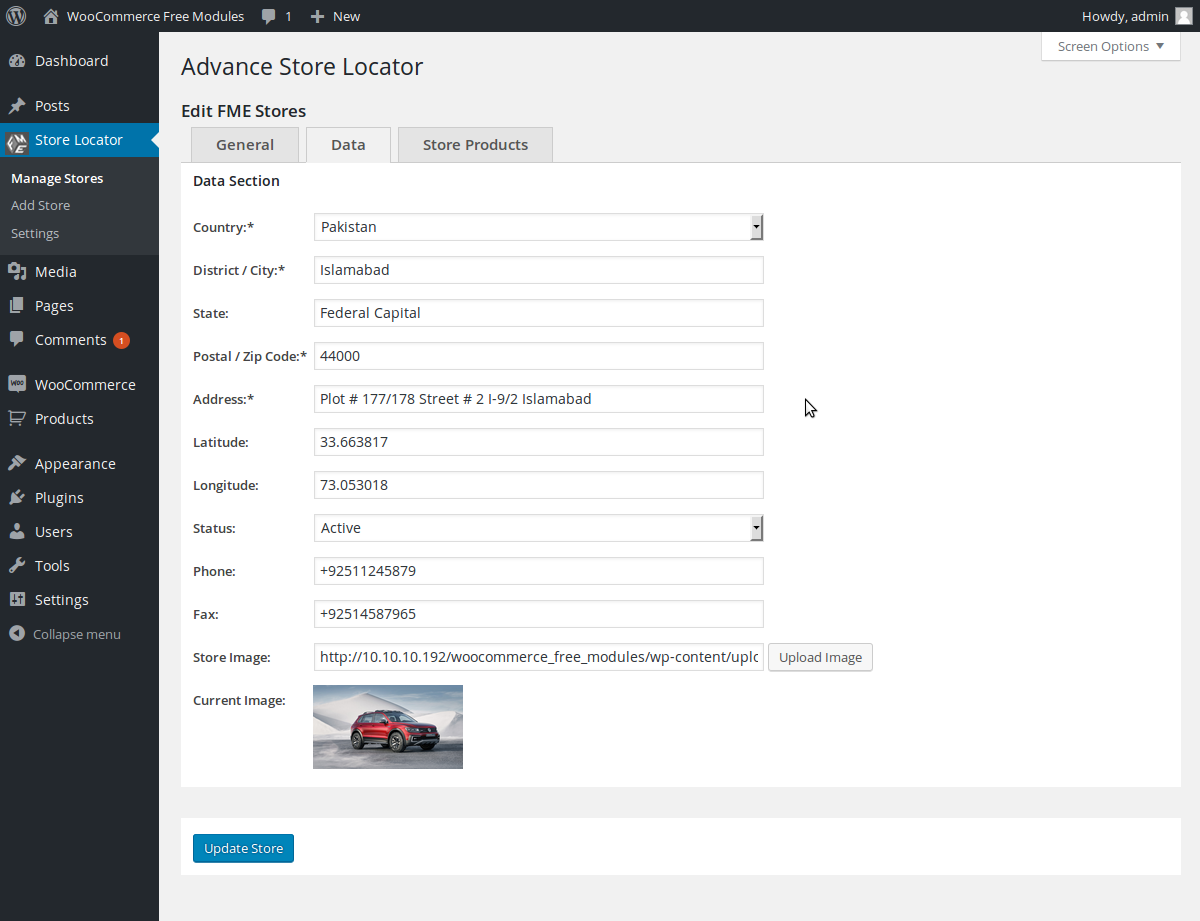 WooCommerce Free Modules 1 New Howdy, admin
Screen Options
Dashboard
Posts
Store Locator
Manage Stores
Add Store
Settings
Media
Pages
Comments 1
WooCommerce
Products
Appearance
Plugins
Users
Tools
Settings
Collapse menu
Advance Store Locator
Edit FME Stores
General Data Store Products
Data Section
Country:* Pakistan
District / City:* Islamabad
State: Federal Capital
Postal / Zip Code:* 44000
Address:* Plot # 177/178 Street # 2 I-9/2 Islamabad
Latitude: 33.663817
Longitude: 73.053018
Status: Active
Phone: +92511245879
Fax: +92514587965
Store Image: http://10.10.10.192/woocommerce_free_modules/wp-content/uplo Upload Image
Current Image:
Update Store